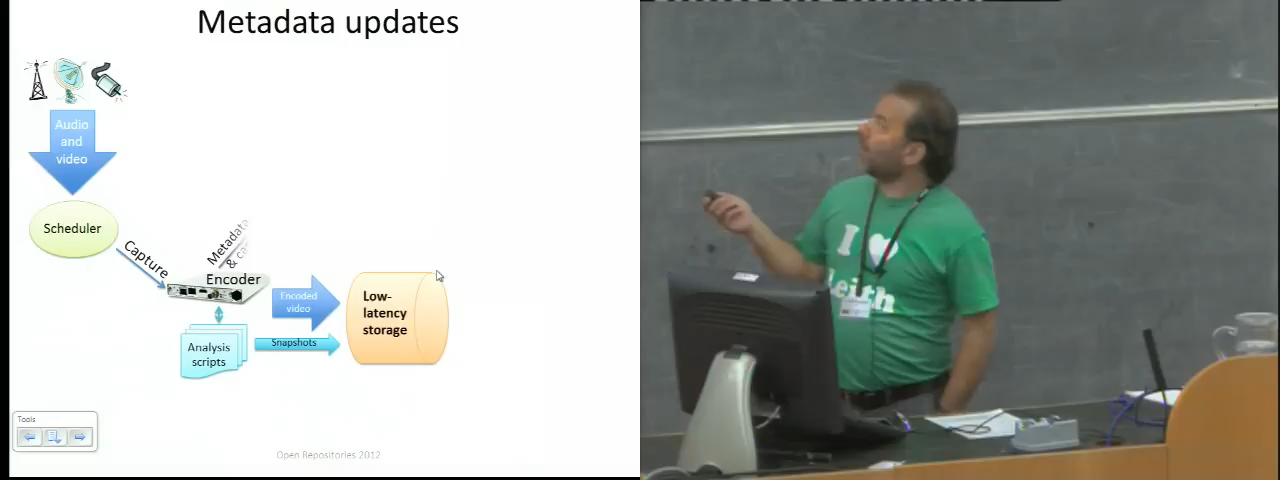 Metadata updates
Audio
and
video
Scheduler
Capture
Metadata
&
Encoder
Encoded
video
Low-
latency
storage
Analysis
scripts
Snapshots
Tools
Open Repositories 2012
I
Leith